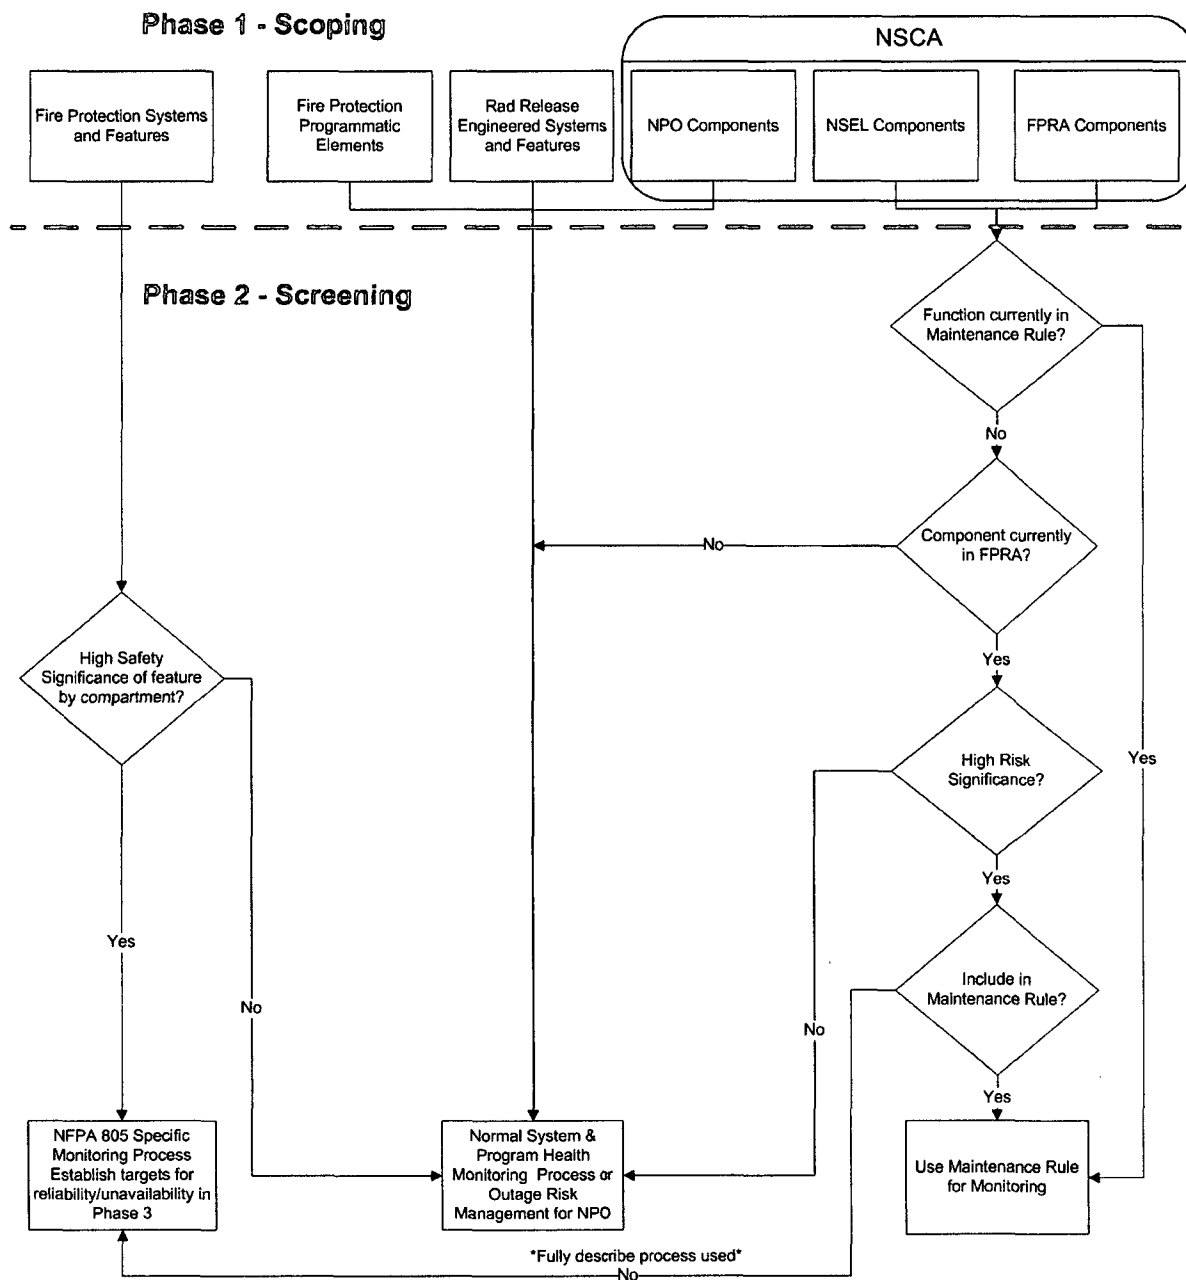 Phase 1 - Scoping
NSCA
Fire Protection Systems
and Features
Fire Protection
Programmatic
Elements
Rad Release
Engineered Systems
and Features
NPO Components
NSEL Components
FPRA Components
Phase 2 - Screening
Function currently in
Maintenance Rule?
No
Component currently
in FPRA?
No
Yes
High Safety
Significance of feature
by compartment?
High Risk
Significance?
Yes
Yes
Yes
Include in
Maintenance Rule?
No
No
Yes
NFPA 805 Specific
Monitoring Process
Establish targets for
reliability/unavailability in
Phase 3
Normal System &
Program Health
Monitoring Process or
Outage Risk
Management for NPO
Use Maintenance Rule
for Monitoring
*Fully describe process used*
No